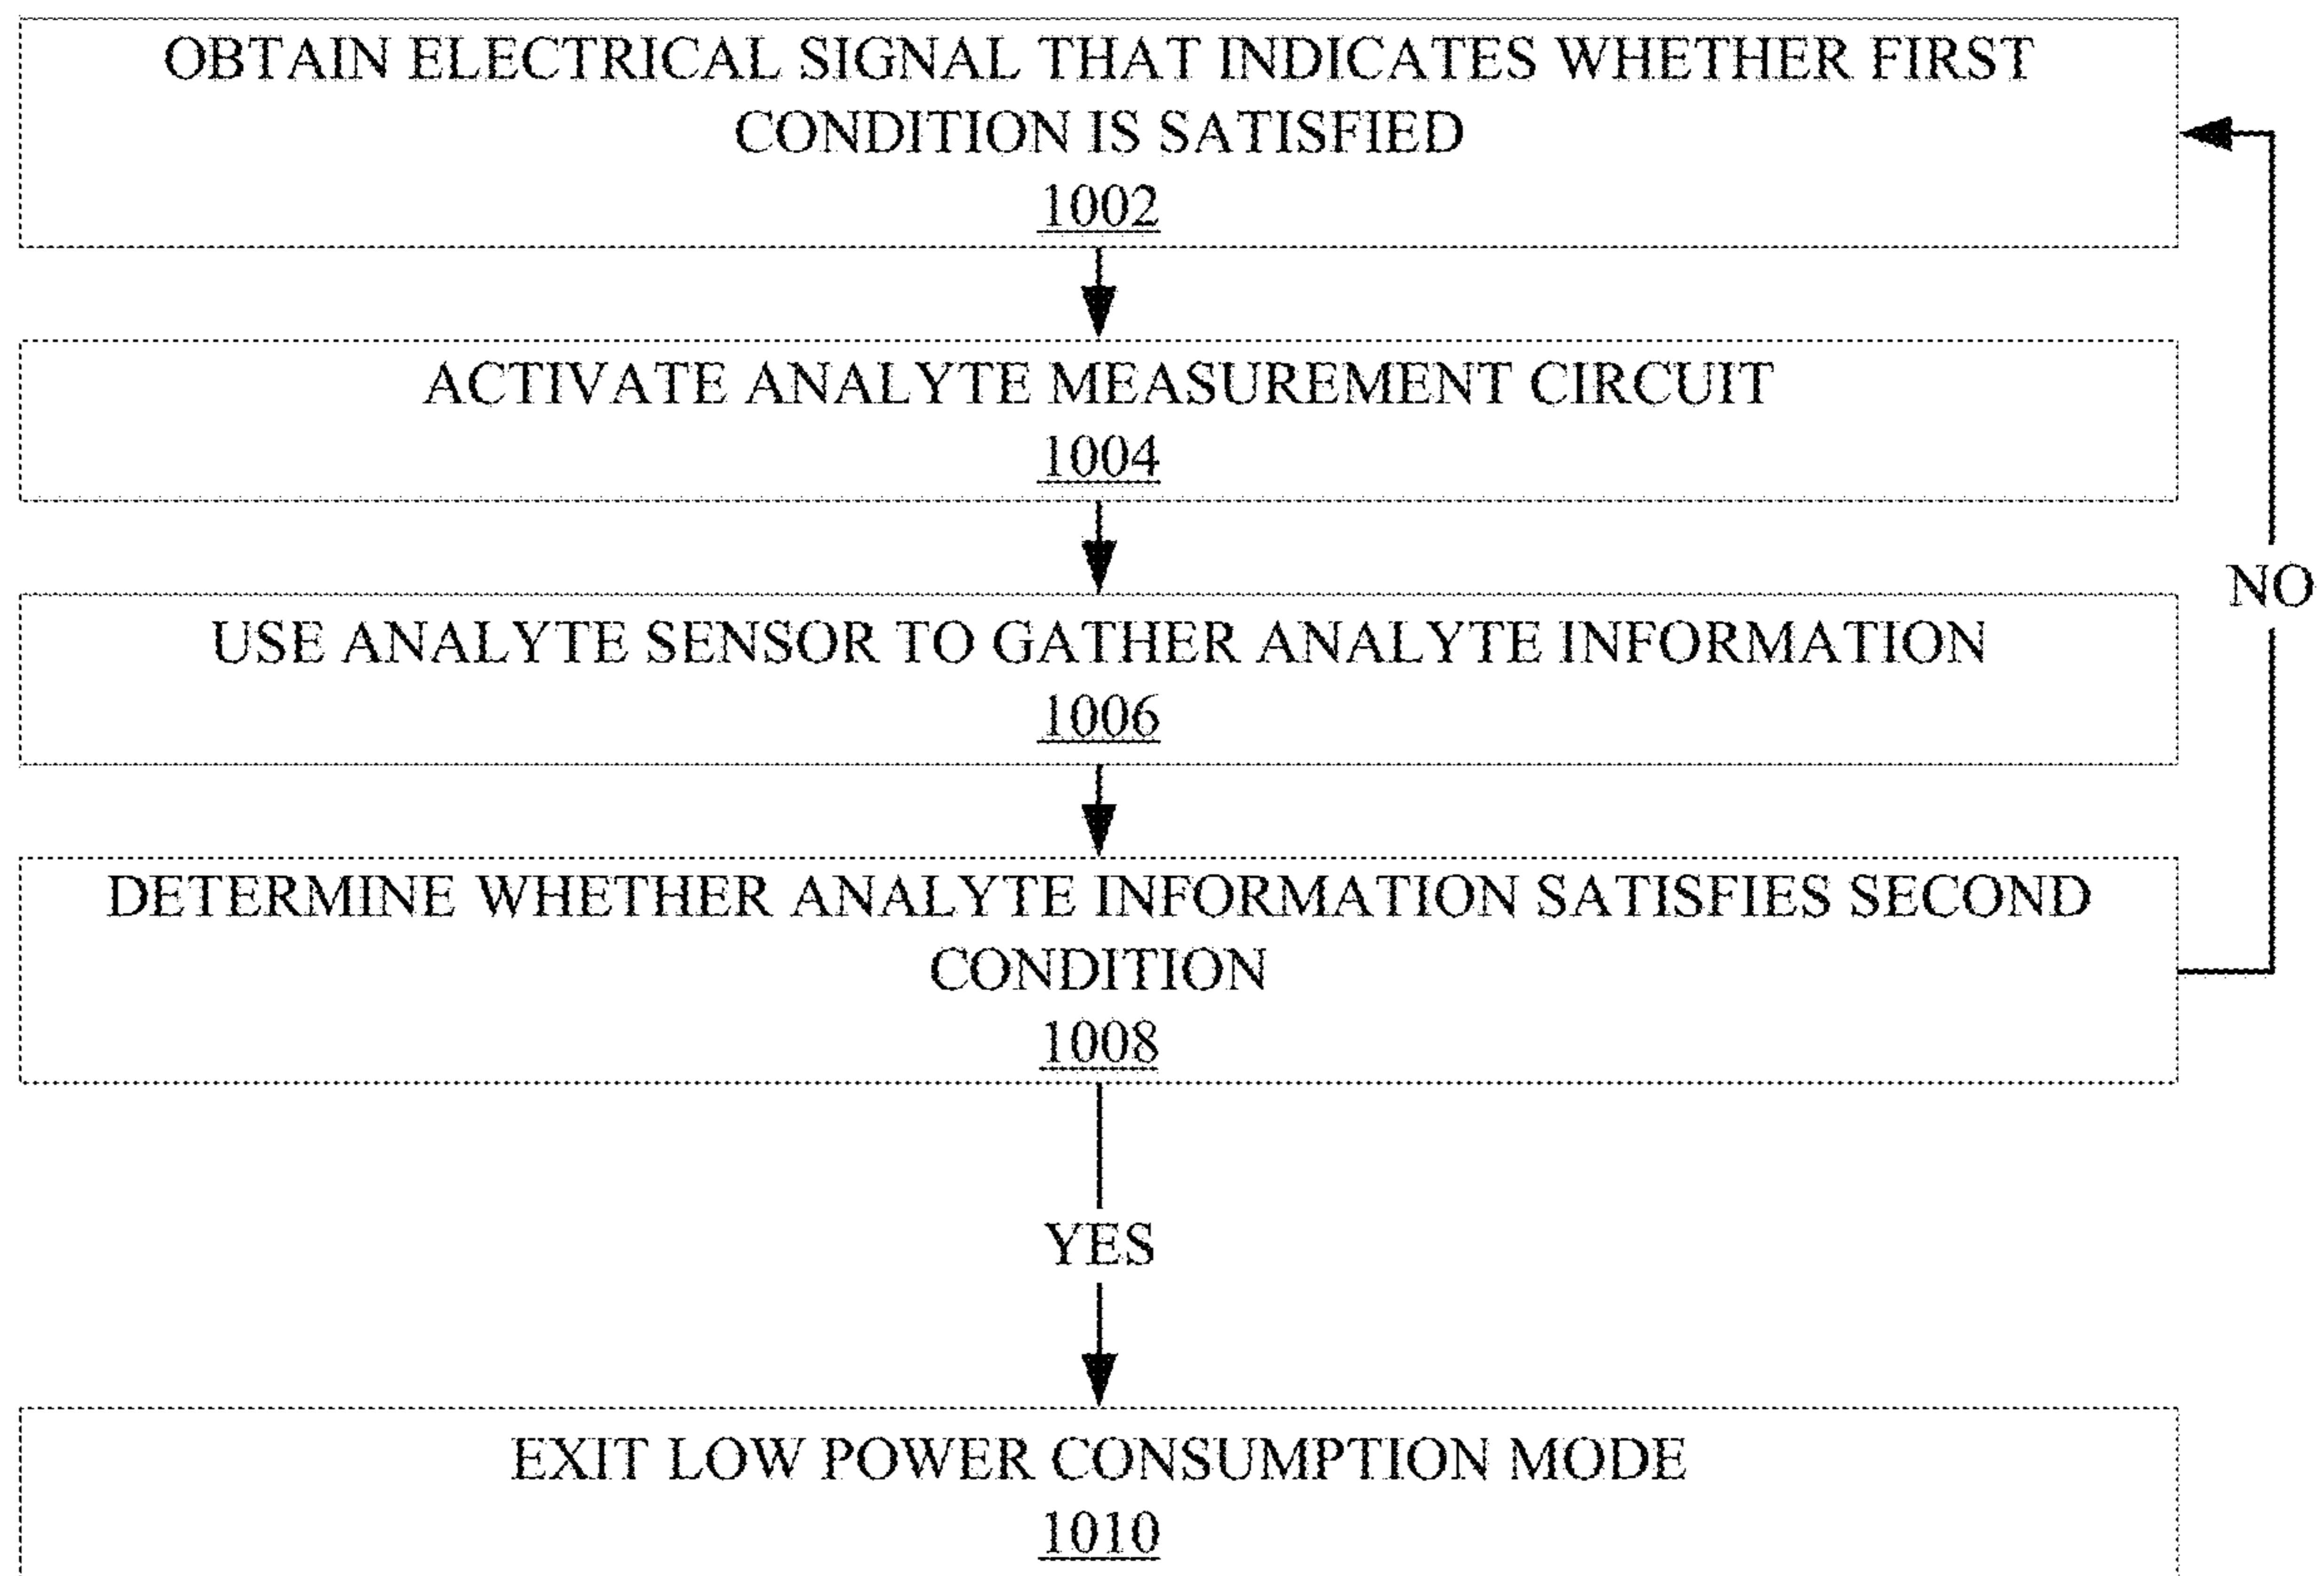 OBTAIN ELECTRICAL SIGNAL THAT INDICATES WHETHER FIRST
CONDITION IS SATISFIED
1002
ACTIVATE ANALYTE MEASUREMENT CIRCUIT
1004
USE ANALYTE SENSOR TO GATHER ANALYTE INFORMATION
1006
NO
DETERMINE WHETHER ANALYTE INFORMATION SATISFIES SECOND
CONDITION
1008
YES
EXIT LOW POWER CONSUMPTION MODE
1010